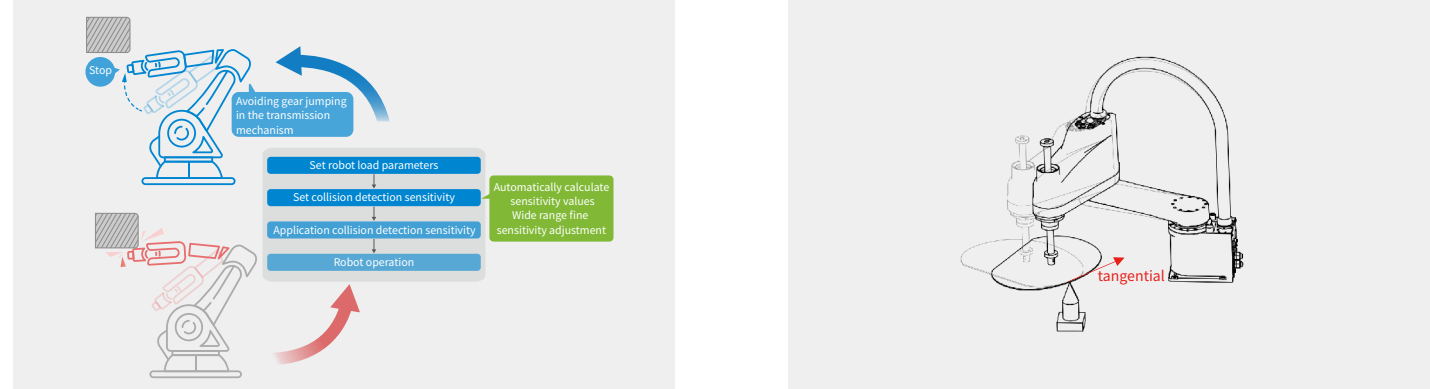 Stop
Avoiding gear jumping
in the transmission
mechanism
Set robot load parameters
Set collision detection sensitivity
Application collision detection sensitivity
Robot operation
Automatically calculate
sensitivity values
Wide range fine
sensitivity adjustment
tangential